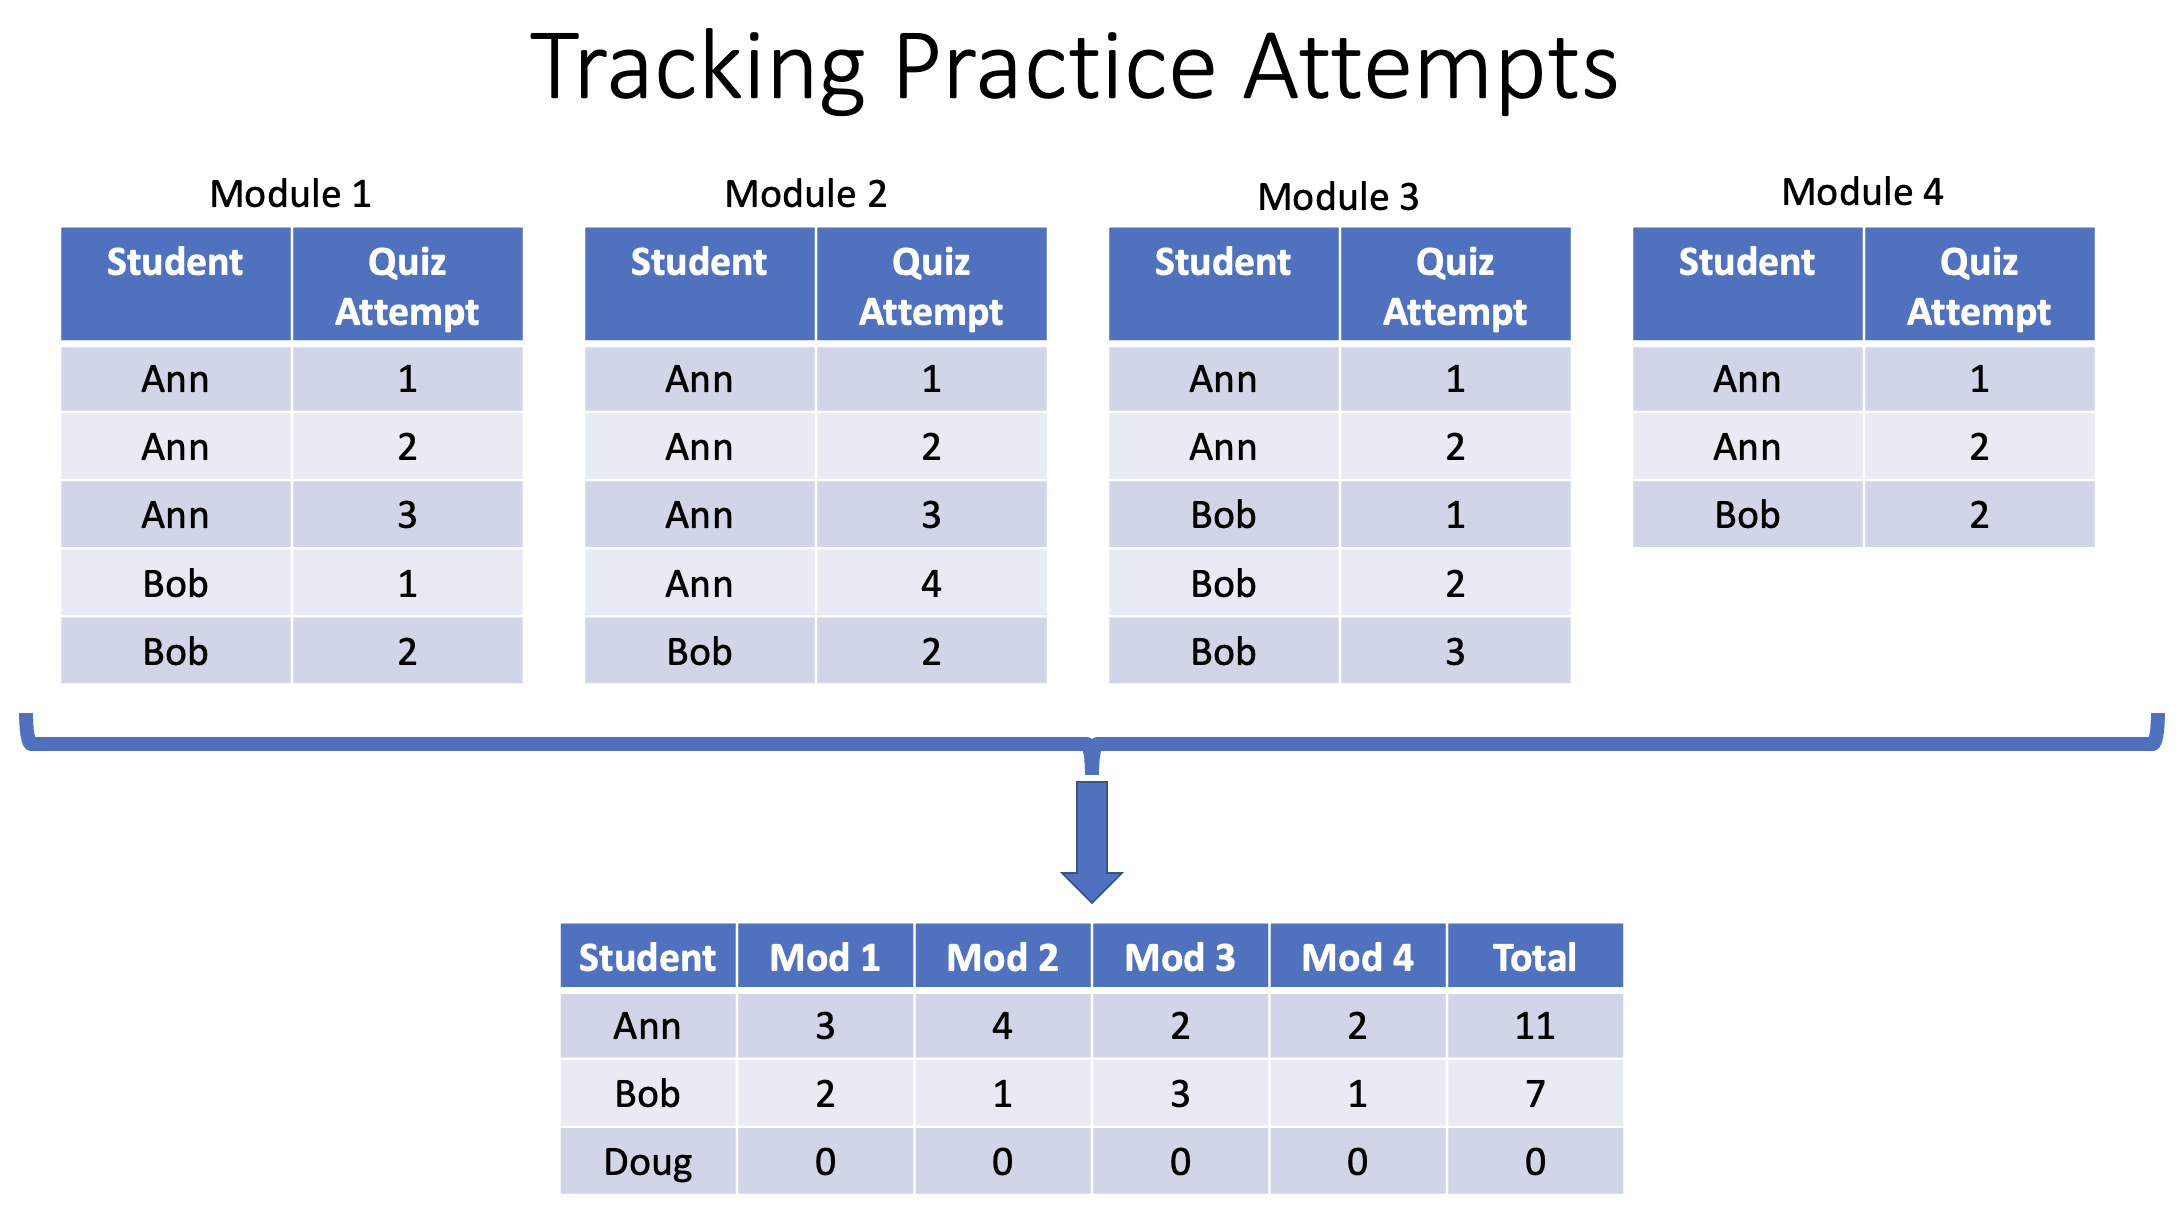 Tracking Practice Attempts
Module 1
Student Quiz Attempt
Ann 1
Ann 2
Ann 3
Bob 1
Bob 2
Module 2
Student Quiz Attempt
Ann 1
Ann 2
Ann 3
Ann 4
Bob 2
Module 3
Student Quiz Attempt
Ann 1
Ann 2
Bob 1
Bob 2
Bob 3
Module 4
Student Quiz Attempt
Ann 1
Ann 2
Bob 2
Student Mod 1 Mod 2 Mod 3 Mod 4 Total
Ann 3 4 2 2 11
Bob 2 1 3 1 7
Doug 0 0 0 0 0